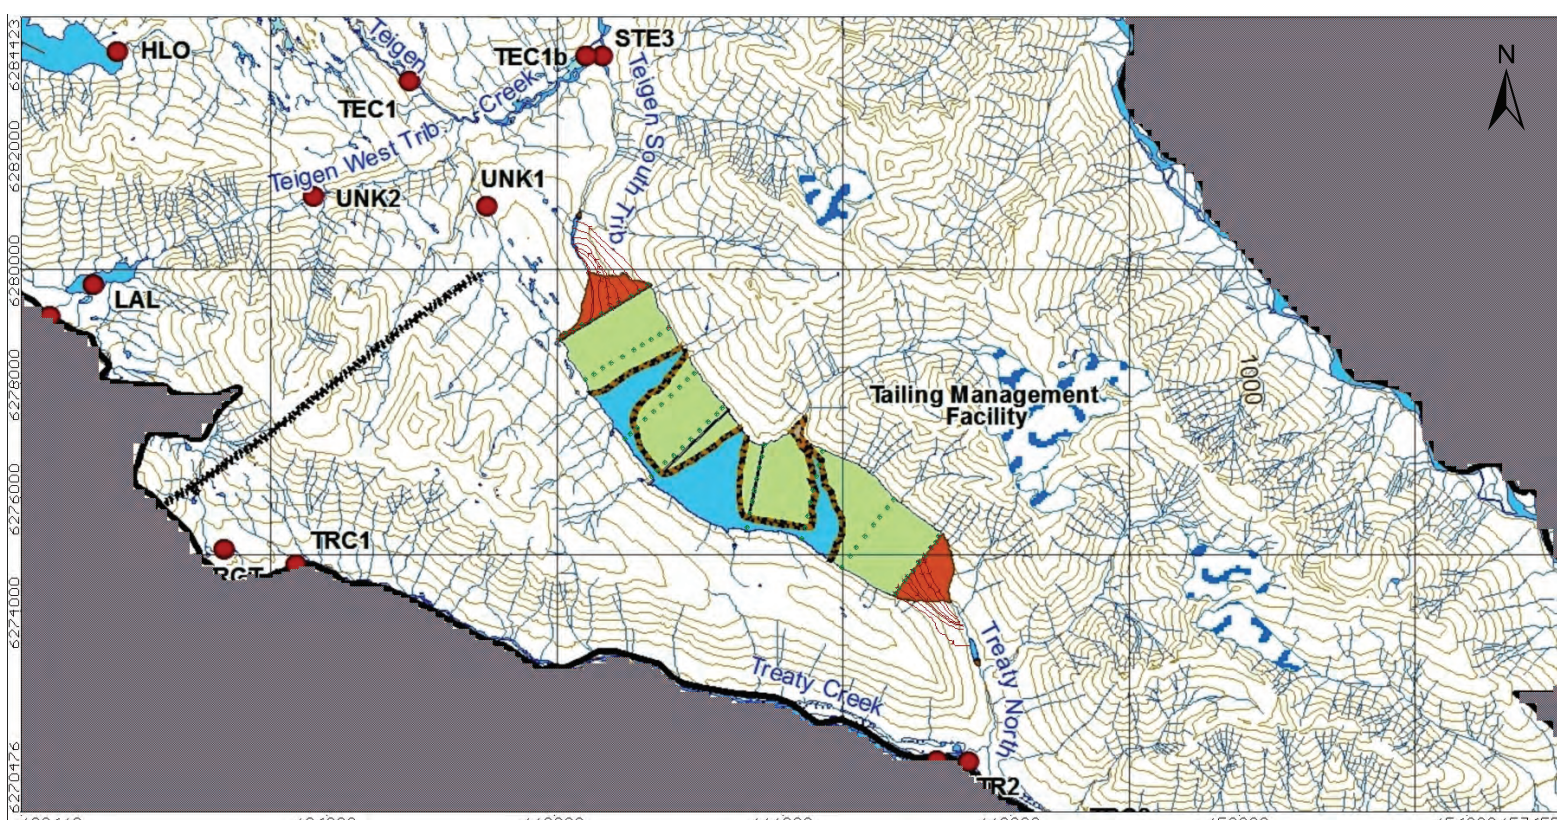 N
HLO
Teigen
TEC1b
STE3
TEC1
Creek
Teigen South Trib
Teigen West Trib
UNK2
UNK1
LAL
1000
Tailing Management
Facility
TRC1
Treaty Creek
Treaty North
TR2
6284423
6282000
6280000
6278000
6276000
6274000
6270476